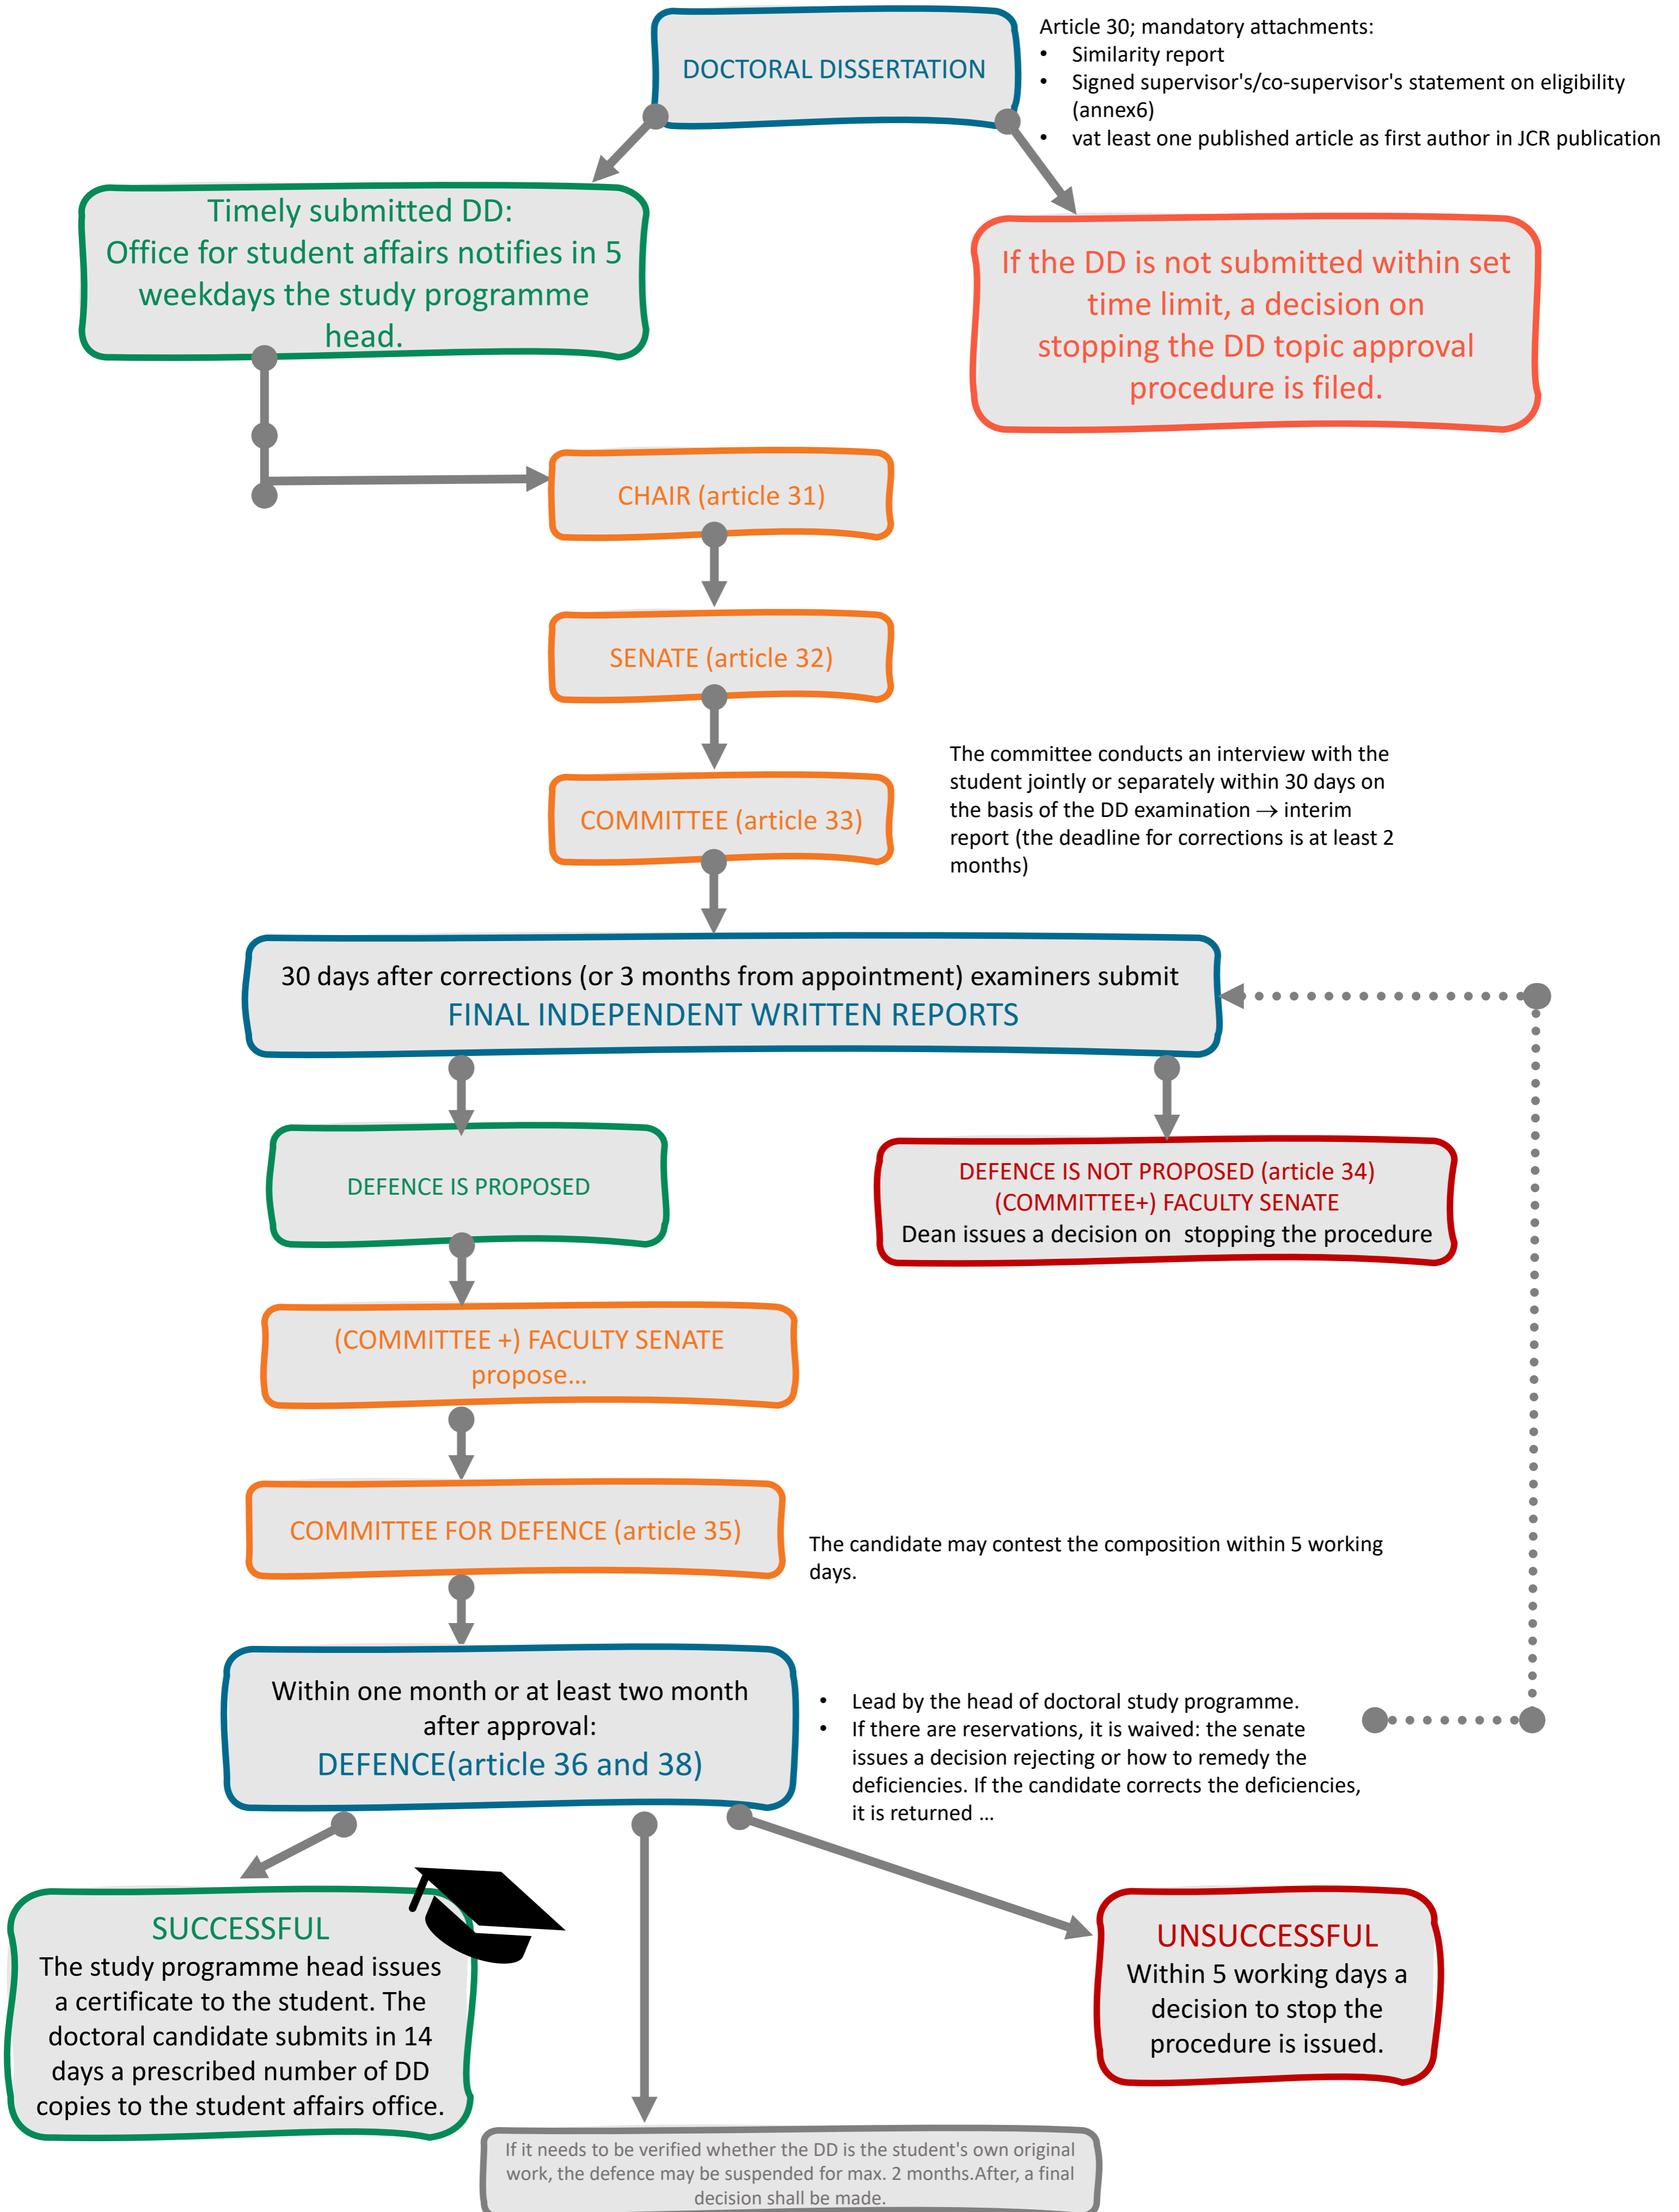 DOCTORAL DISSERTATION
Article 30; mandatory attachments:
• Similarity report
• Signed supervisor's/co-supervisor's statement on eligibility
(annex6)
• vat least one published article as first author in JCR publication
Timely submitted DD:
Office for student affairs notifies in 5
weekdays the study programme
head.
If the DD is not submitted within set
time limit, a decision on
stopping the DD topic approval
procedure is filed.
CHAIR (article 31)
SENATE (article 32)
COMMITTEE (article 33)
The committee conducts an interview with the
student jointly or separately within 30 days on
the basis of the DD examination → interim
report (the deadline for corrections is at least 2
months)
30 days after corrections (or 3 months from appointment) examiners submit
FINAL INDEPENDENT WRITTEN REPORTS
DEFENCE IS PROPOSED
DEFENCE IS NOT PROPOSED (article 34)
(COMMITTEE+) FACULTY SENATE
Dean issues a decision on  stopping the procedure
(COMMITTEE +) FACULTY SENATE
propose...
COMMITTEE FOR DEFENCE (article 35)
The candidate may contest the composition within 5 working
days.
Within one month or at least two month
after approval:
DEFENCE(article 36 and 38)
• Lead by the head of doctoral study programme.
• If there are reservations, it is waived: the senate
issues a decision rejecting or how to remedy the
deficiencies. If the candidate corrects the deficiencies,
it is returned ...
SUCCESSFUL
The study programme head issues
a certificate to the student. The
doctoral candidate submits in 14
days a prescribed number of DD
copies to the student affairs office.
UNSUCCESSFUL
Within 5 working days a
decision to stop the
procedure is issued.
If it needs to be verified whether the DD is the student's own original
work, the defence may be suspended for max. 2 months.After, a final
decision shall be made.